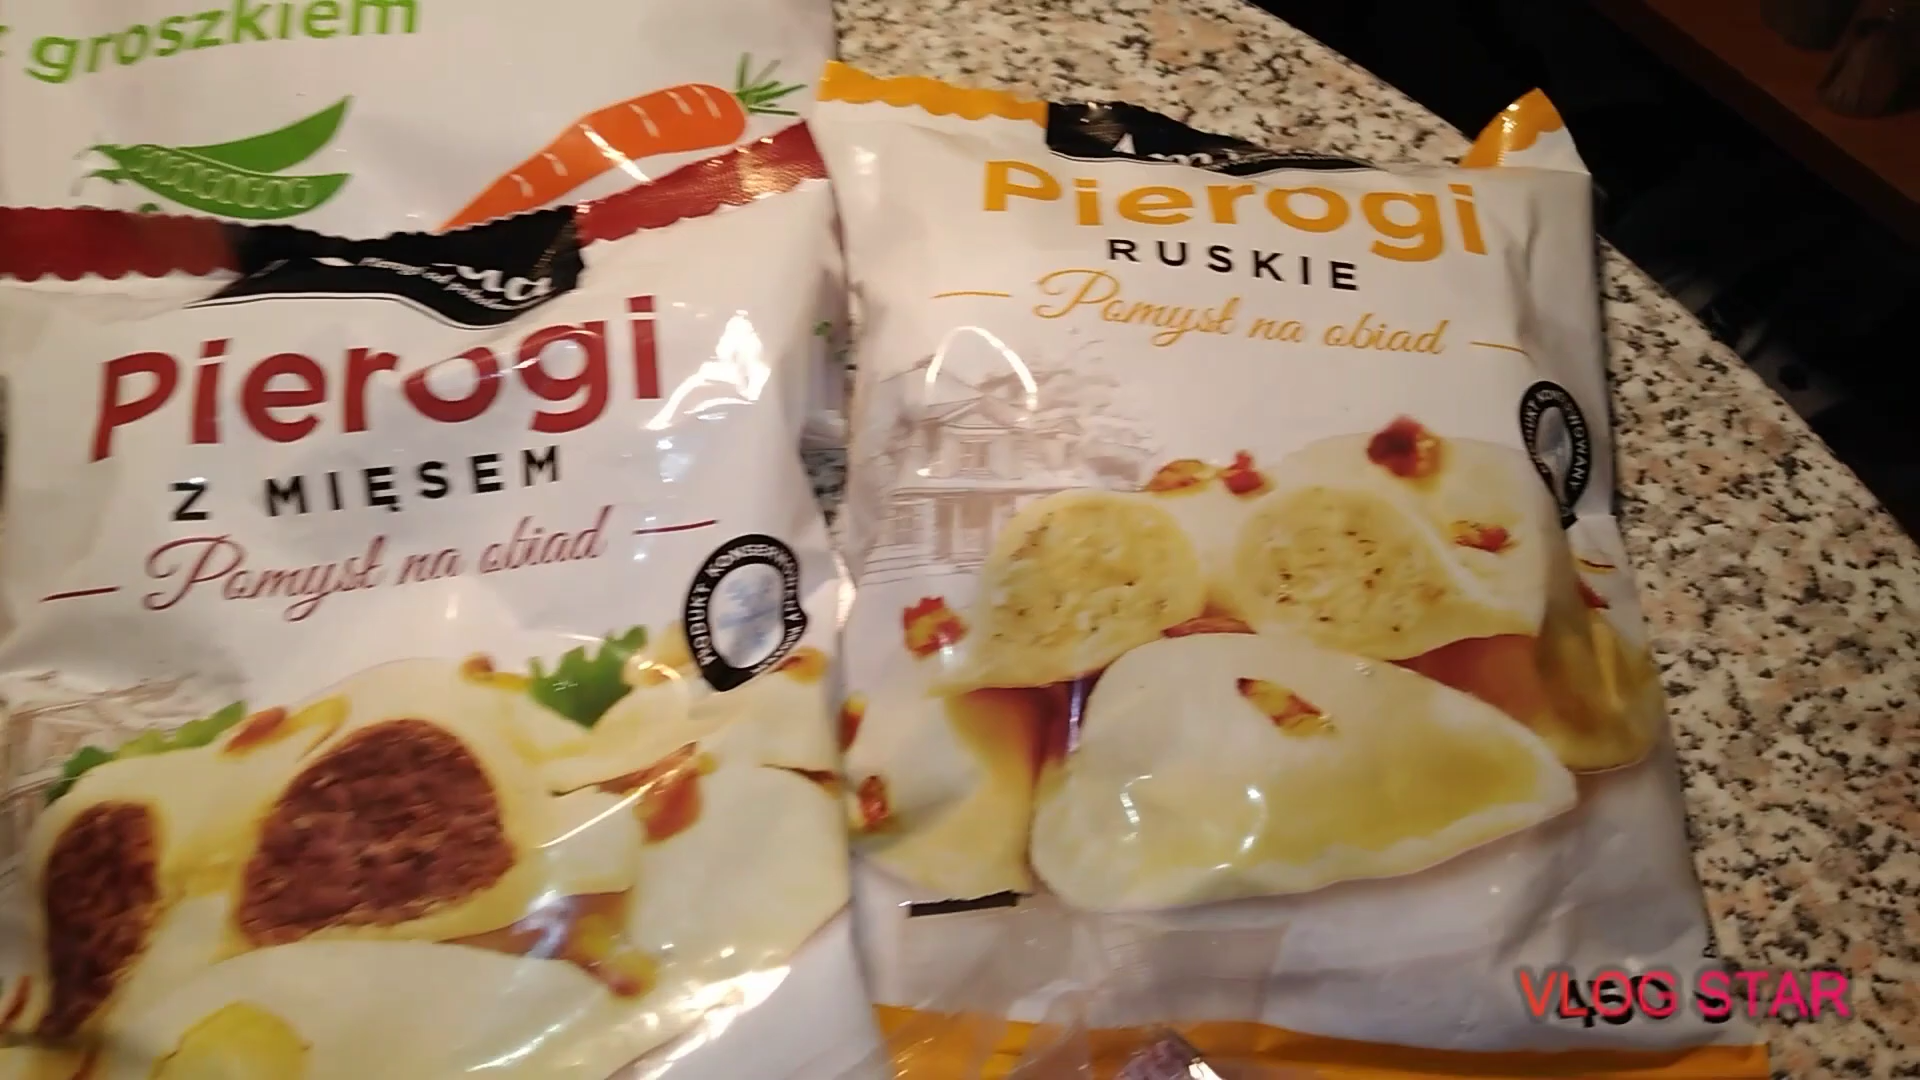 z groszkiem
Pierogi
Z MIĘSEM
Pomysł na obiad
Pierogi
RUSKIE
Pomysł na obiad
VLOG STAR